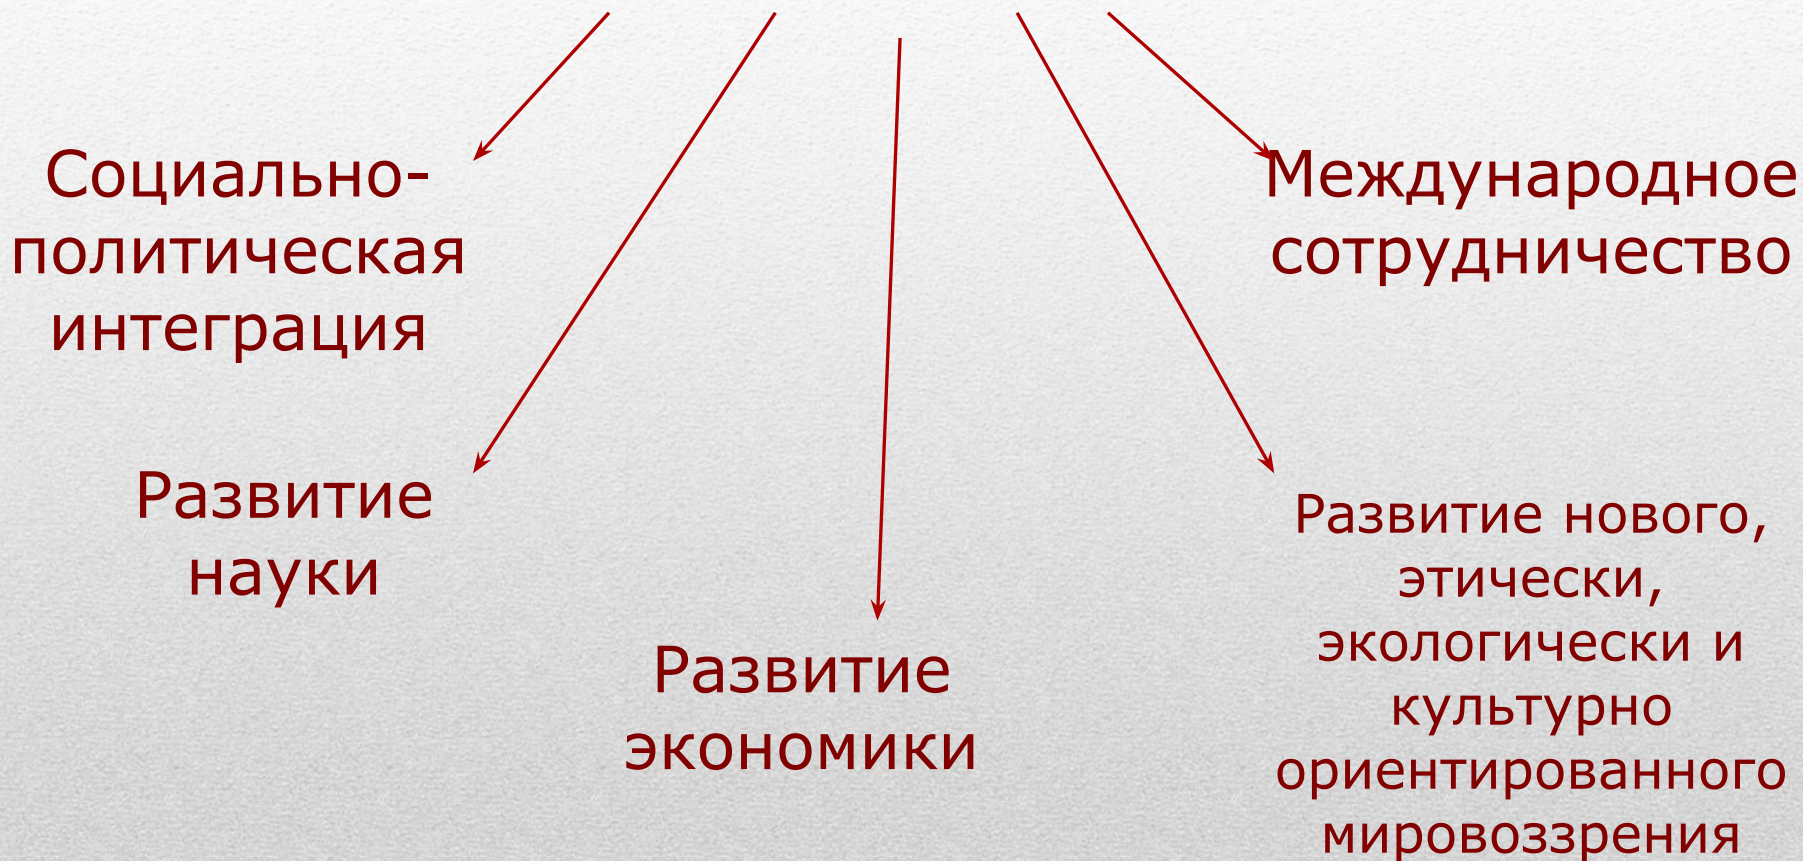 Социально-
политическая
интеграция
Международное
сотрудничество
Развитие
науки
Развитие
экономики
Развитие нового,
этически,
экологически и
культурно
ориентированного
мировоззрения